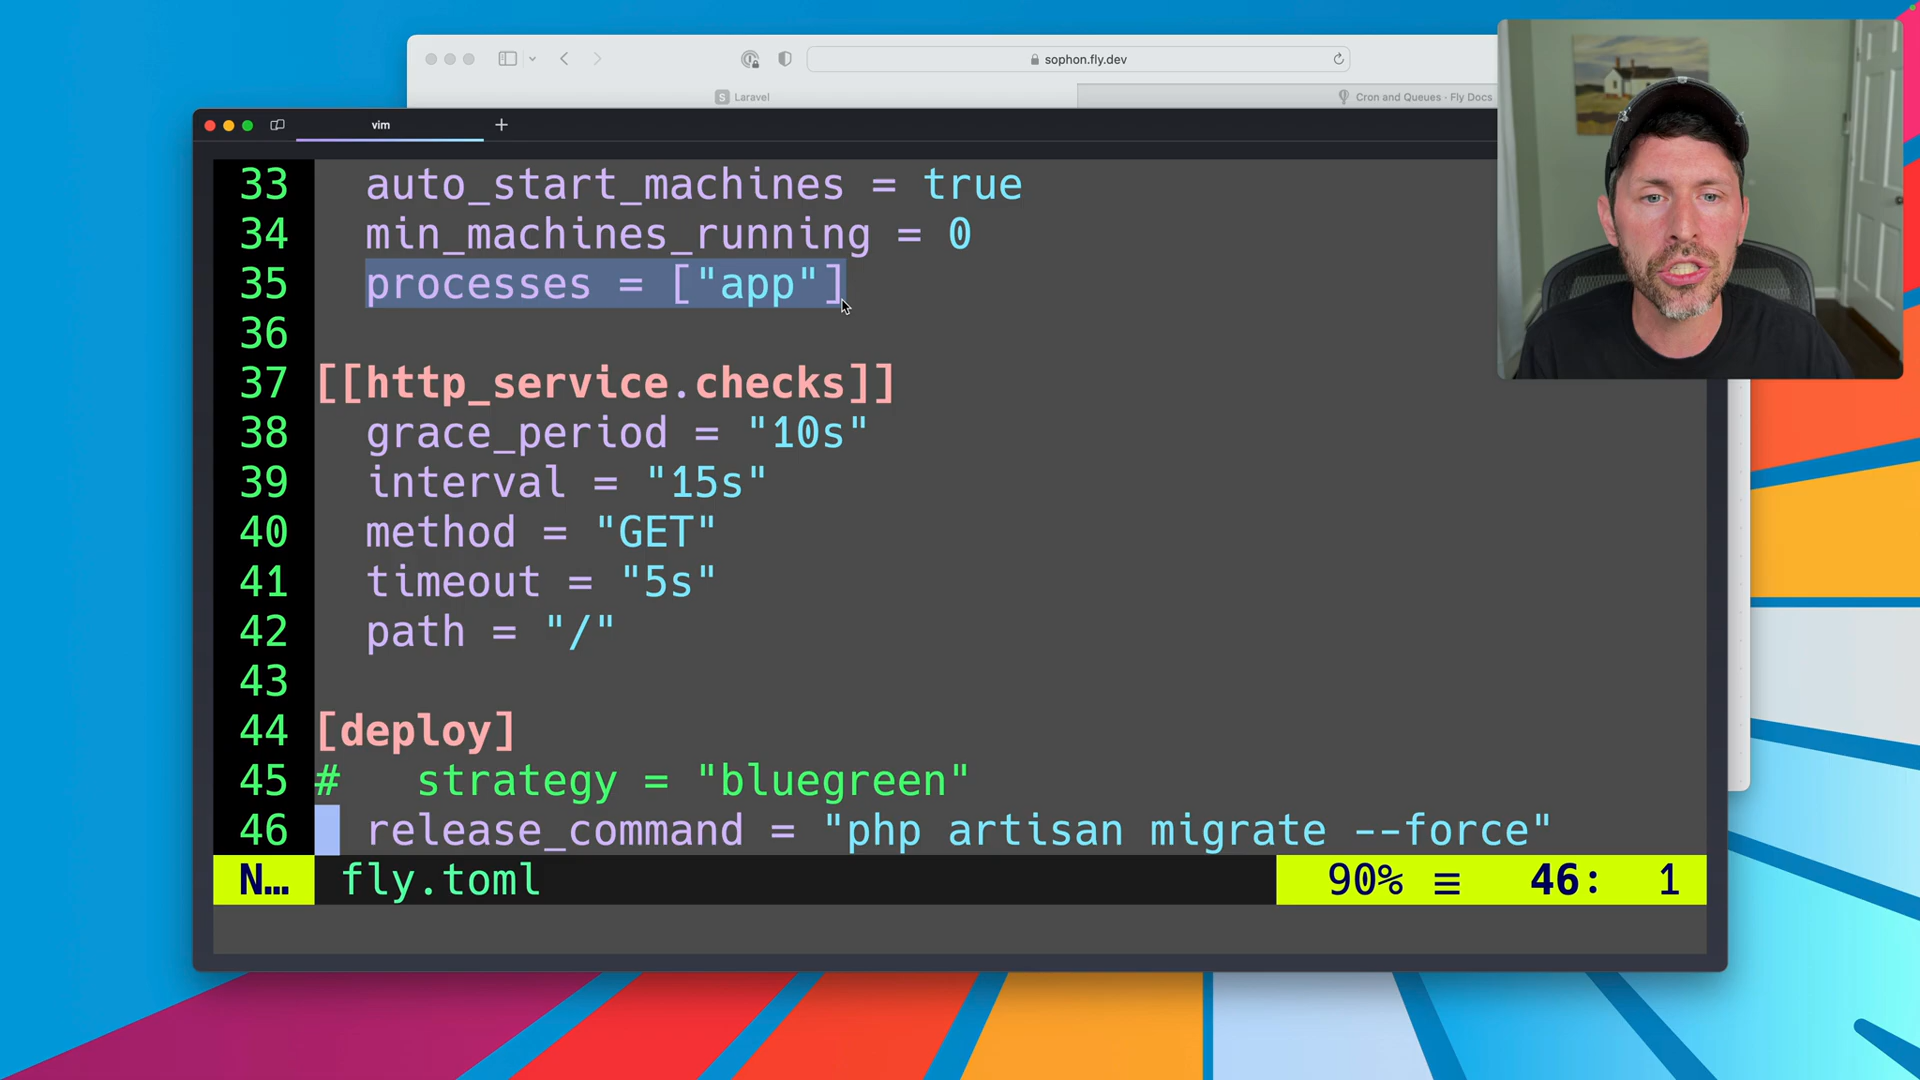 sophon.fly.dev
S Laravel
Cron and Queues · Fly Docs
vim
33 auto_start_machines = true
34 min_machines_running = 0
35 processes = ["app"]
36
37 [[http_service.checks]]
38 grace_period = "10s"
39 interval = "15s"
40 method = "GET"
41 timeout = "5s"
42 path = "/"
43
44 [deploy]
45 #   strategy = "bluegreen"
46 release_command = "php artisan migrate --force"
N… fly.toml 90% ≡ 46: 1